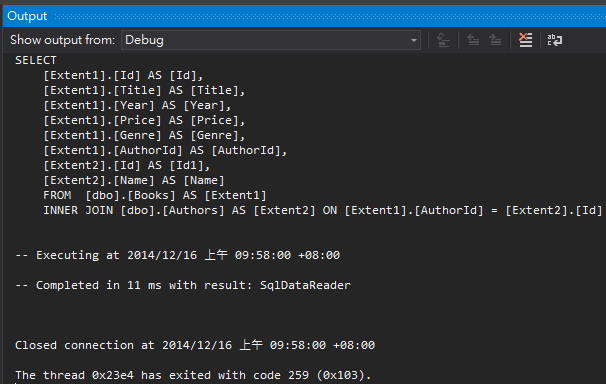 Output
Show output from: Debug
SELECT
[Extent1].[Id] AS [Id],
[Extent1].[Title] AS [Title],
[Extent1].[Year] AS [Year],
[Extent1].[Price] AS [Price],
[Extent1].[Genre] AS [Genre],
[Extent1].[AuthorId] AS [AuthorId],
[Extent2].[Id] AS [Id1],
[Extent2].[Name] AS [Name]
FROM  [dbo].[Books] AS [Extent1]
INNER JOIN [dbo].[Authors] AS [Extent2] ON [Extent1].[AuthorId] = [Extent2].[Id]
-- Executing at 2014/12/16 上午 09:58:00 +08:00
-- Completed in 11 ms with result: SqlDataReader
Closed connection at 2014/12/16 上午 09:58:00 +08:00
The thread 0x23e4 has exited with code 259 (0x103).